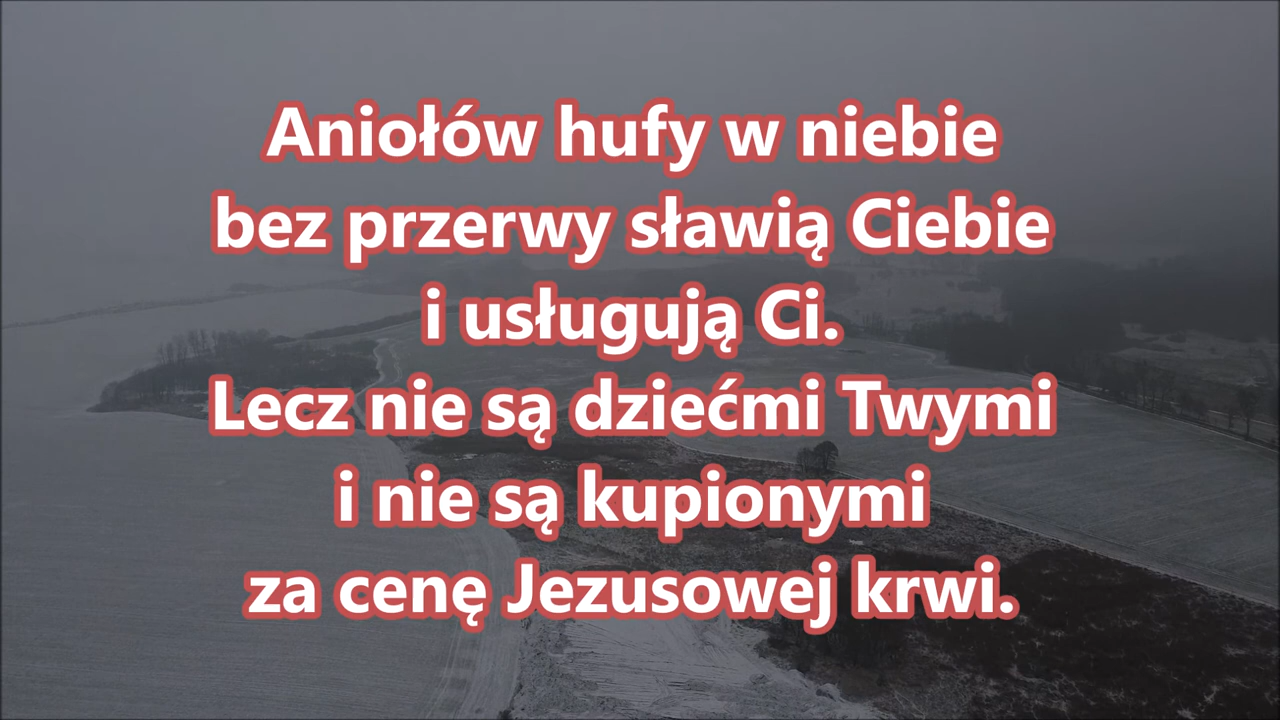 Aniołów hufy w niebie
bez przerwy sławią Ciebie
i usługują Ci.
Lecz nie są dziećmi Twymi
i nie są kupionymi
za cenę Jezusowej krwi.